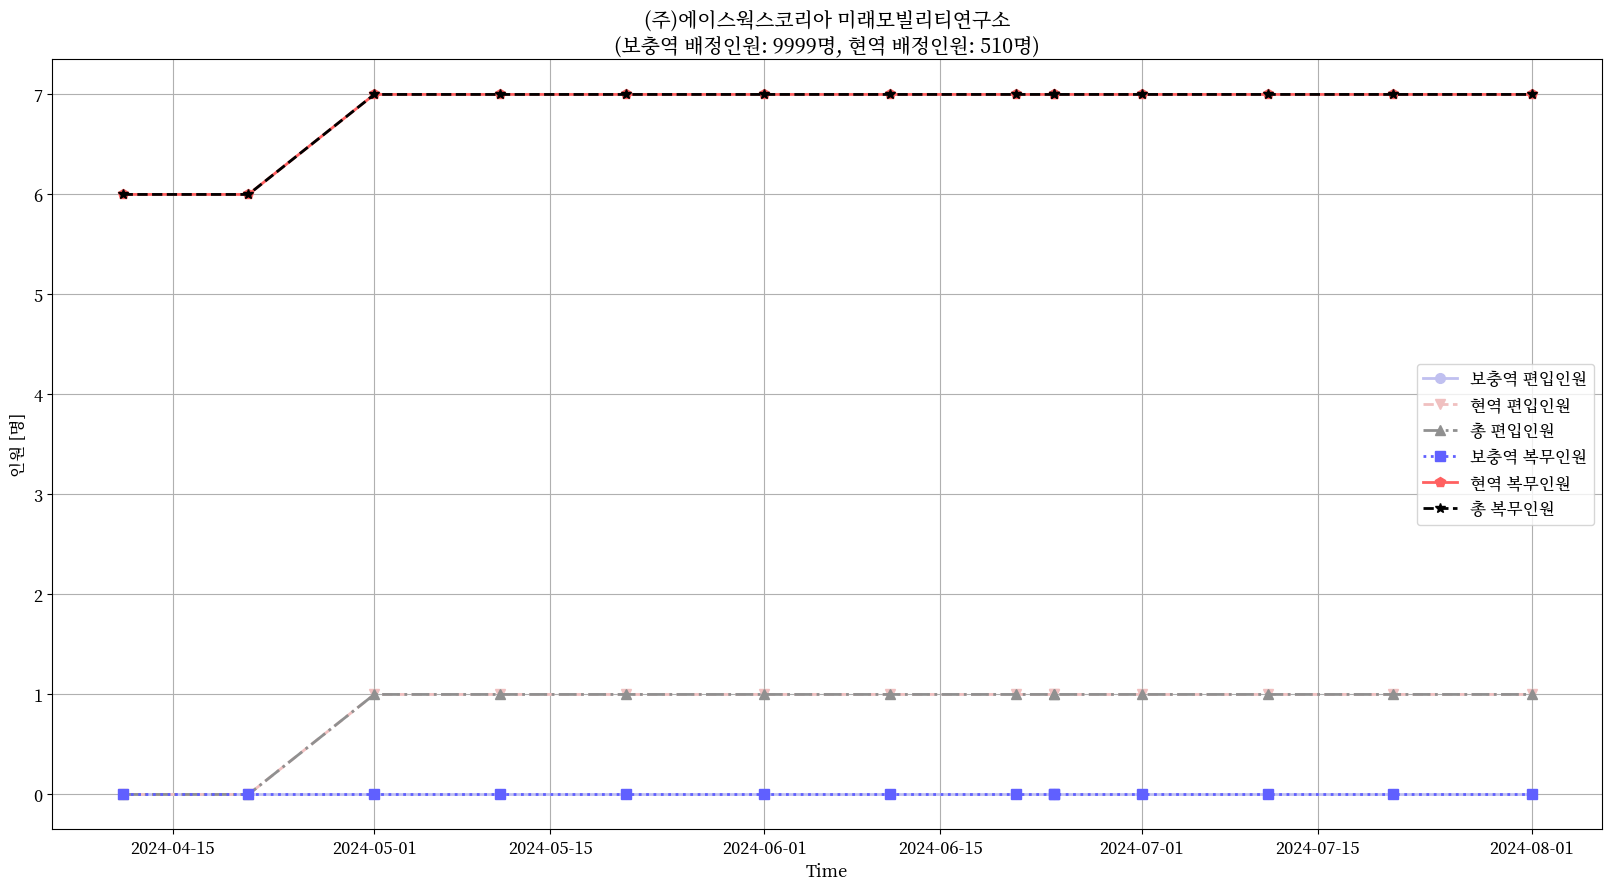 (주)에이스웍스코리아 미래모빌리티연구소
(보충역 배정인원: 9999명, 현역 배정인원: 510명)
7
6
5
4
3
2
1
0
인원 [명]
보충역 편입인원
현역 편입인원
총 편입인원
보충역 복무인원
현역 복무인원
총 복무인원
2024-04-15
2024-05-01
2024-05-15
2024-06-01
2024-06-15
2024-07-01
2024-07-15
2024-08-01
Time